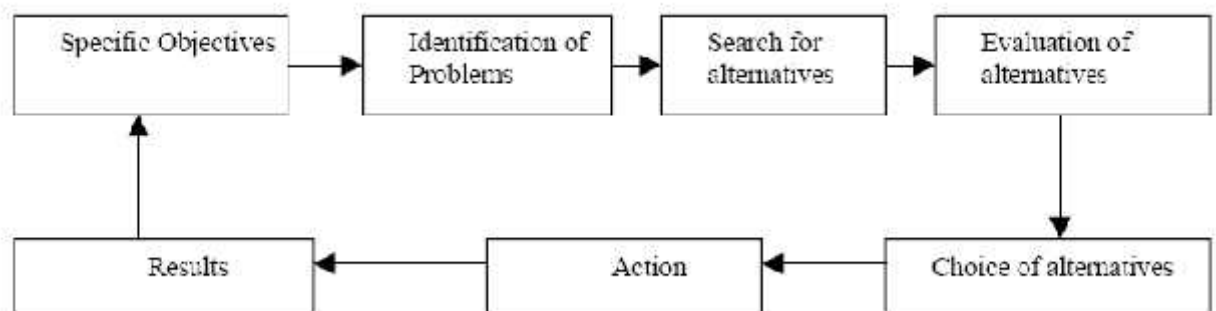 Specific Objectives
Identification of
Problems
Search for
alternatives
Evaluation of
alternatives
Results
Action
Choice of alternatives